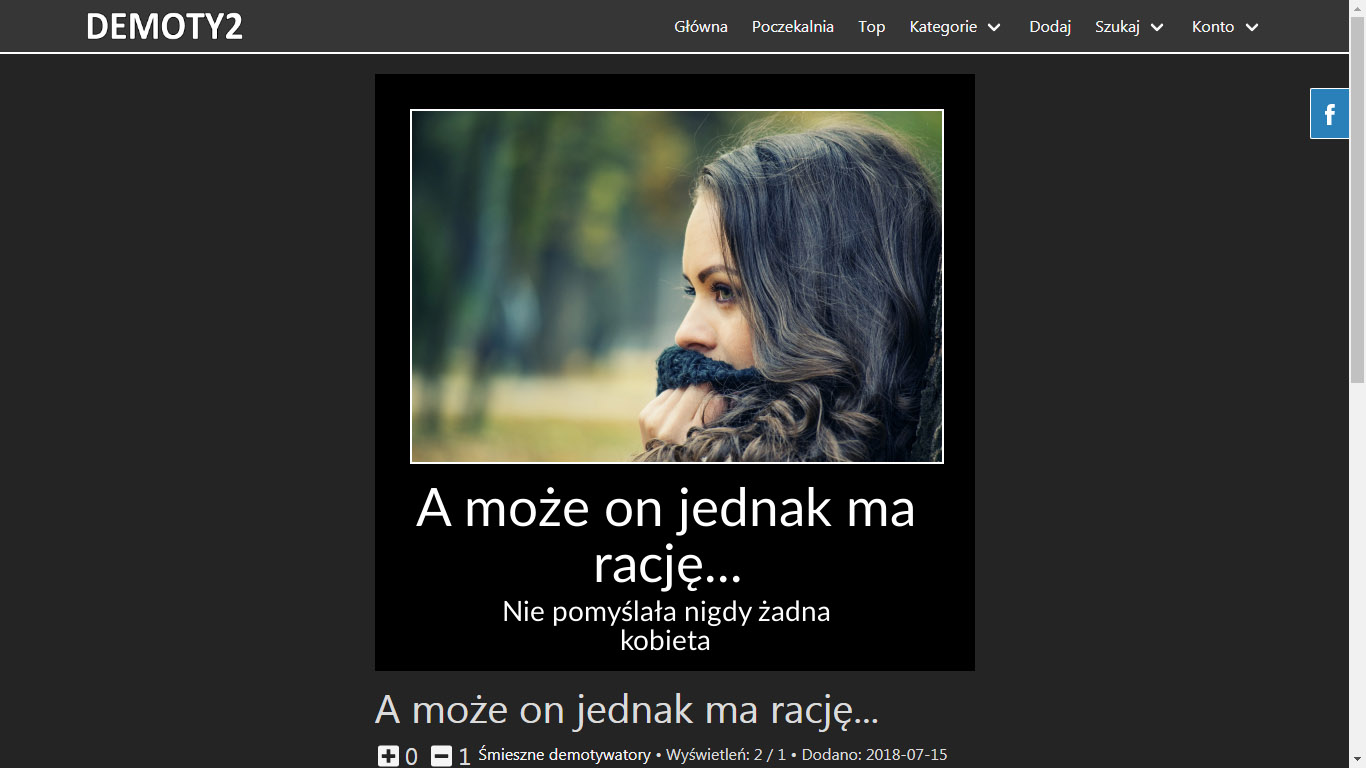 DEMOTY2
Główna Poczekalnia Top Kategorie Dodaj Szukaj Konto
f
A może on jednak ma
rację...
Nie pomyślała nigdy żadna
kobieta
A może on jednak ma rację...
0 1 Śmieszne demotywatory • Wyświetleń: 2 / 1 • Dodano: 2018-07-15